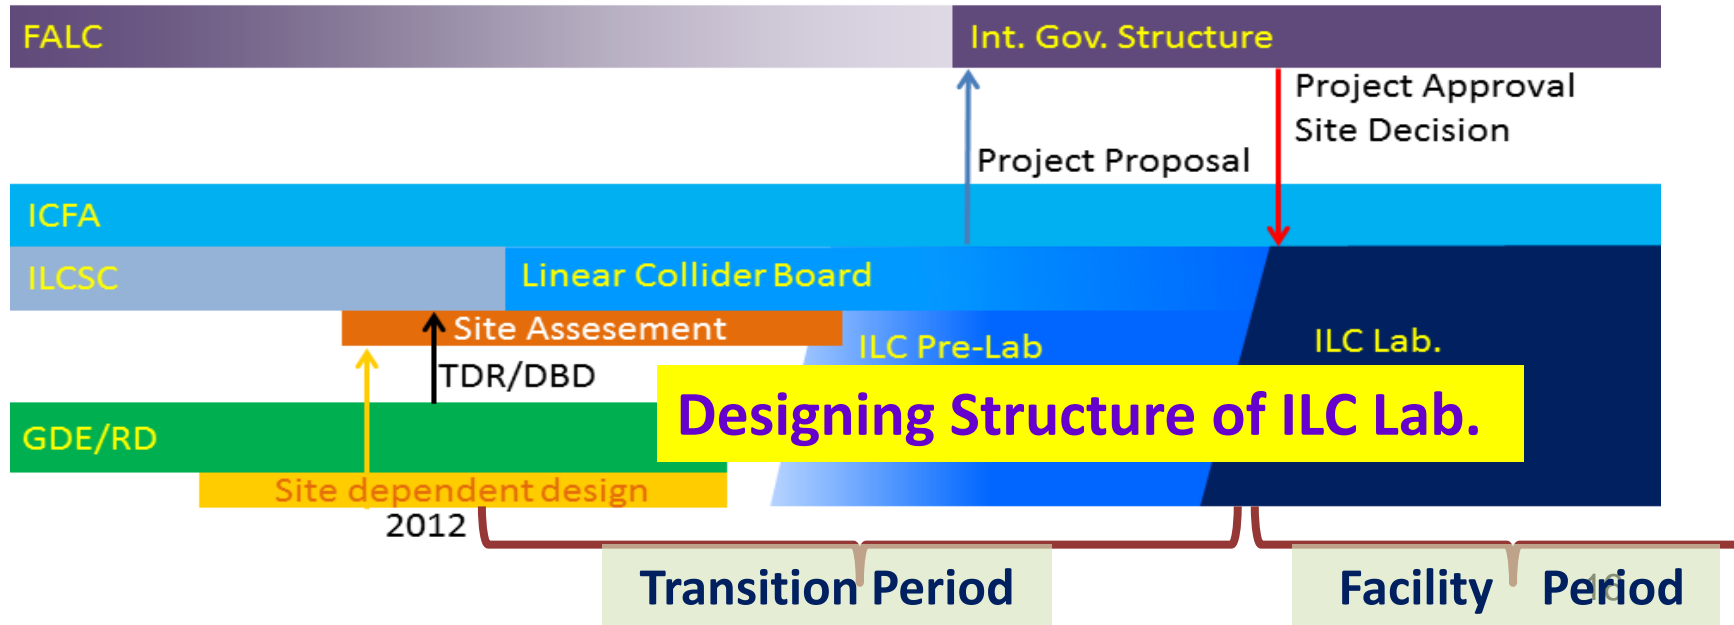 FALC
Int. Gov. Structure
Project Approval
Site Decision
Project Proposal
ICFA
ILCSC
Linear Collider Board
Site Assesement
ILC Pre-Lab
ILC Lab.
TDR/DBD
Designing Structure of ILC Lab.
GDE/RD
Site dependent design
2012
Transition Period
Facility Period
16